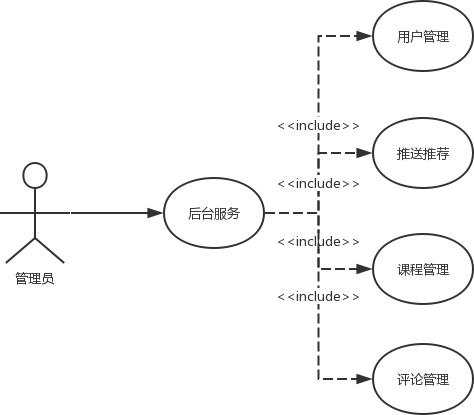 用户管理
<<include>>
推送推荐
<<include>>
后台服务
<<include>>
课程管理
管理员
<<include>>
评论管理